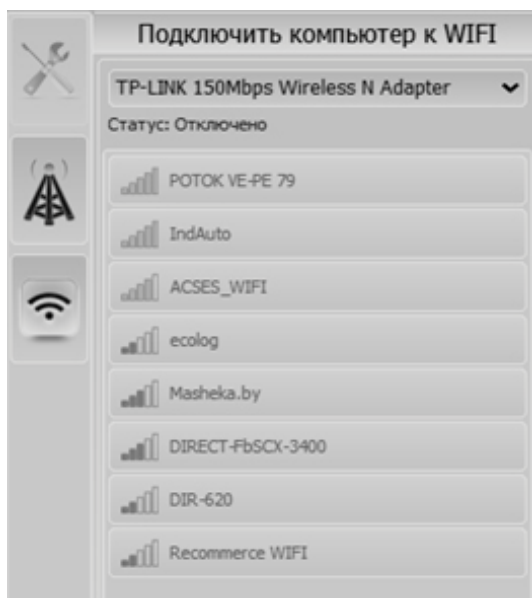 Подключить компьютер к WIFI
TP-LINK 150Mbps Wireless N Adapter
Статус: Отключено
POTOK VE-PE 79
IndAuto
ACSES_WIFI
ecolog
Masheka.by
DIRECT-FbSCX-3400
DIR-620
Recommerce WIFI